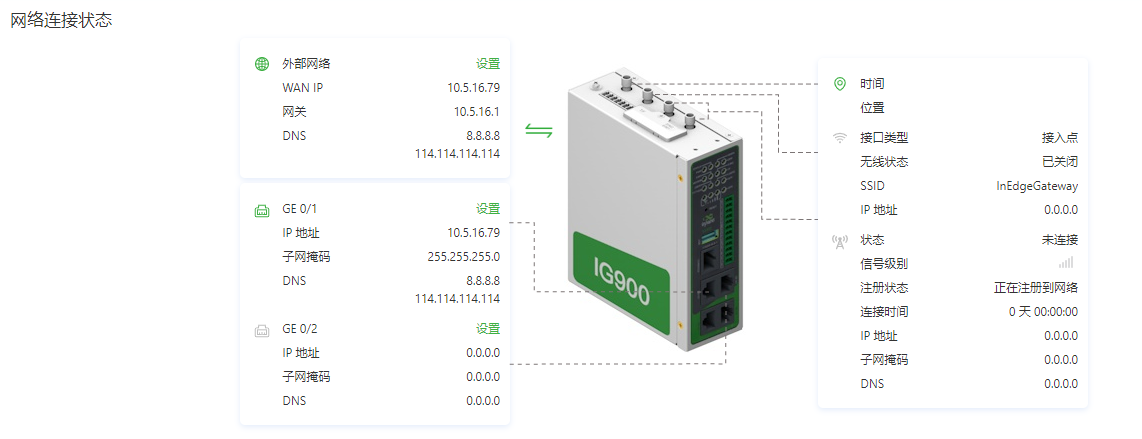 网络连接状态
外部网络 设置
WAN IP 10.5.16.79
网关 10.5.16.1
DNS 8.8.8.8
114.114.114.114
GE 0/1 设置
IP 地址 10.5.16.79
子网掩码 255.255.255.0
DNS 8.8.8.8
114.114.114.114
GE 0/2 设置
IP 地址 0.0.0.0
子网掩码 0.0.0.0
DNS 0.0.0.0
IG900
时间
位置
接口类型 接入点
无线状态 已关闭
SSID InEdgeGateway
IP 地址 0.0.0.0
状态 未连接
信号级别
注册状态 正在注册到网络
连接时间 0 天 00:00:00
IP 地址 0.0.0.0
子网掩码 0.0.0.0
DNS 0.0.0.0